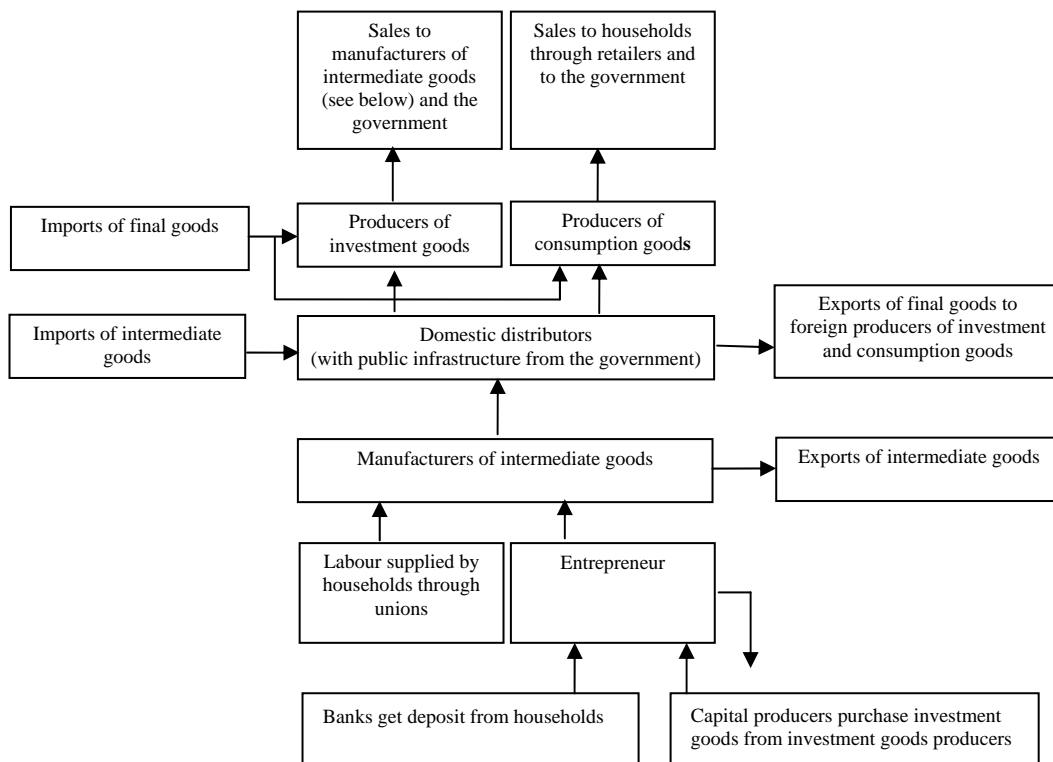 Sales to
manufacturers of
intermediate goods
(see below) and the
government
Sales to households
through retailers and
to the government
Imports of final goods
Producers of
investment goods
Producers of
consumption goods
Imports of intermediate
goods
Domestic distributors
(with public infrastructure from the government)
Exports of final goods to
foreign producers of investment
and consumption goods
Manufacturers of intermediate goods
Exports of intermediate goods
Labour supplied by
households through
unions
Entrepreneur
Banks get deposit from households
Capital producers purchase investment
goods from investment goods producers